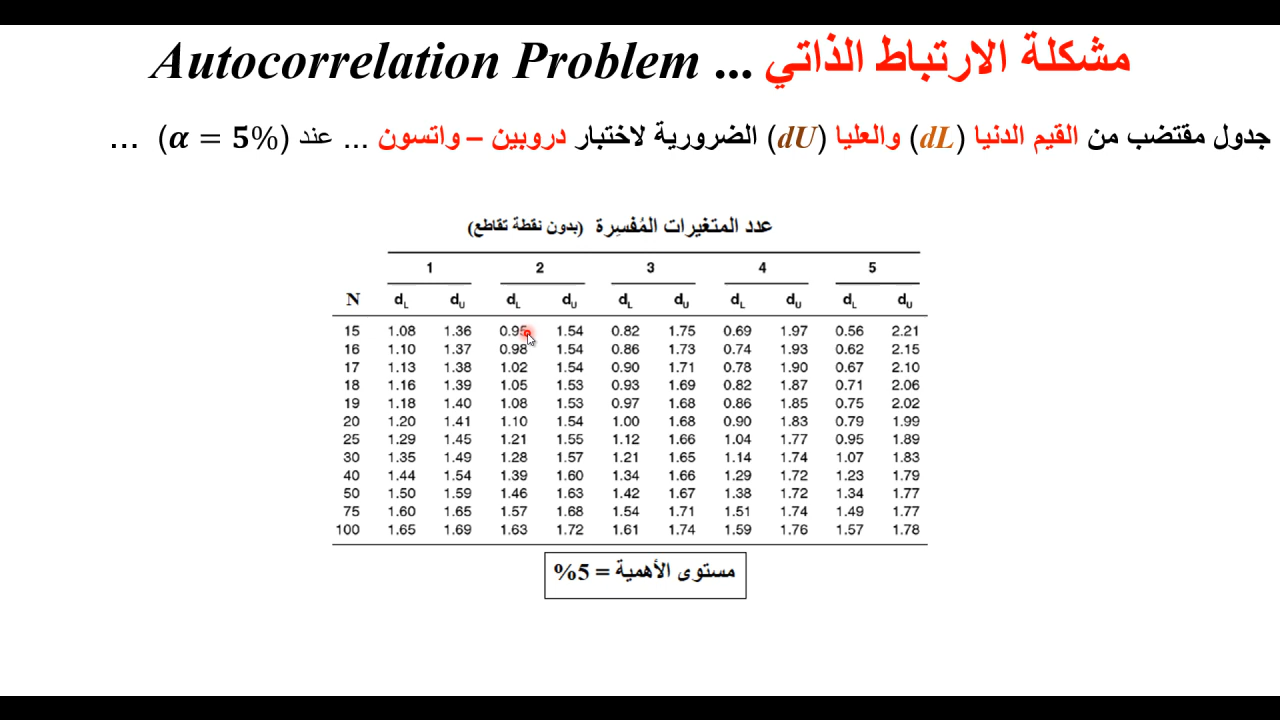 مشكلة الارتباط الذاتي ... Autocorrelation Problem
جدول مقتضب من القيم الدنيا (dL) والعليا (dU) الضرورية لاختبار دروبين – واتسون ... عند (α = 5%) ...
عدد المتغيرات المُفسِرة (بدون نقطة تقاطع)
1 2 3 4 5
N dL dU dL dU dL dU dL dU dL dU
15 1.08 1.36 0.95 1.54 0.82 1.75 0.69 1.97 0.56 2.21
16 1.10 1.37 0.98 1.54 0.86 1.73 0.74 1.93 0.62 2.15
17 1.13 1.38 1.02 1.54 0.90 1.71 0.78 1.90 0.67 2.10
18 1.16 1.39 1.05 1.53 0.93 1.69 0.82 1.87 0.71 2.06
19 1.18 1.40 1.08 1.53 0.97 1.68 0.86 1.85 0.75 2.02
20 1.20 1.41 1.10 1.54 1.00 1.68 0.90 1.83 0.79 1.99
25 1.29 1.45 1.21 1.55 1.12 1.66 1.04 1.77 0.95 1.89
30 1.35 1.49 1.28 1.57 1.21 1.65 1.14 1.74 1.07 1.83
40 1.44 1.54 1.39 1.60 1.34 1.66 1.29 1.72 1.23 1.79
50 1.50 1.59 1.46 1.63 1.42 1.67 1.38 1.72 1.34 1.77
75 1.60 1.65 1.57 1.68 1.54 1.71 1.51 1.74 1.49 1.77
100 1.65 1.69 1.63 1.72 1.61 1.74 1.59 1.76 1.57 1.78
مستوى الأهمية = 5%